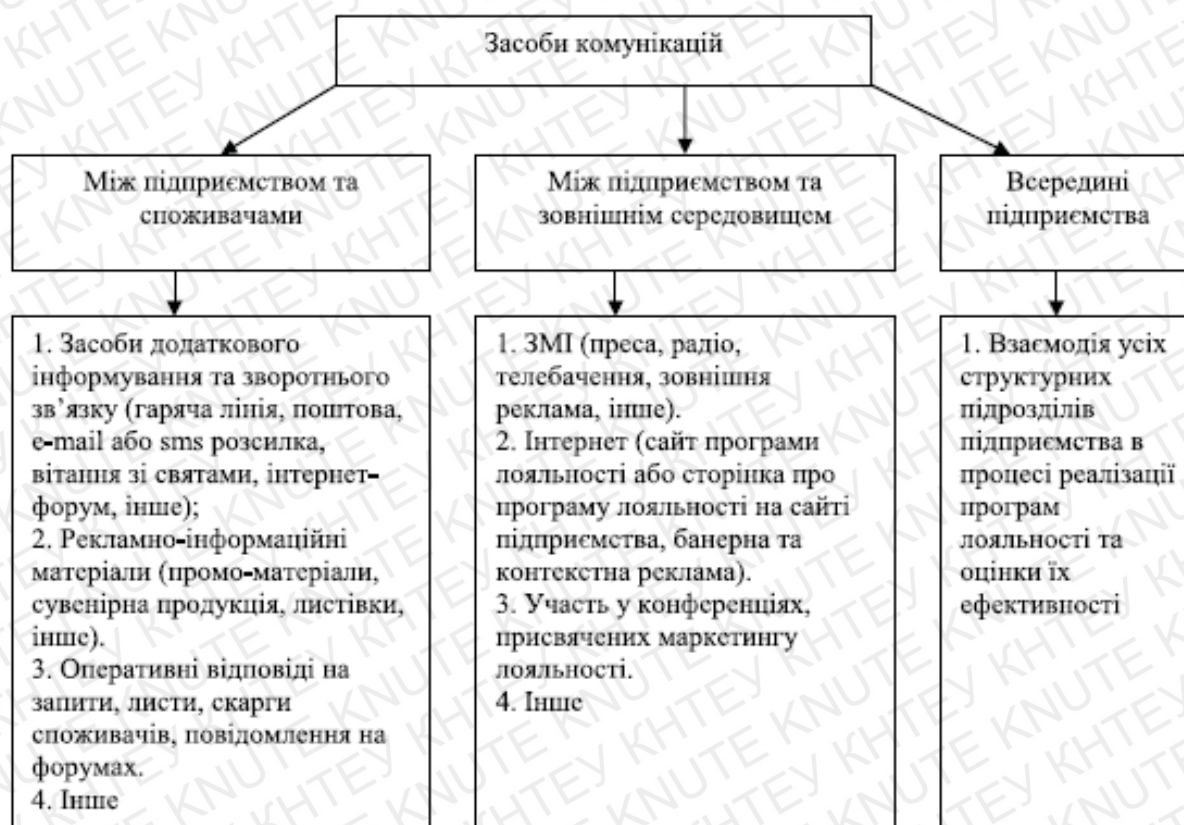 Засоби комунікацій
Між підприємством та
споживачами
Між підприємством та
зовнішнім середовищем
Всередині
підприємства
1. Засоби додаткового
інформування та зворотнього
зв’язку (гаряча лінія, поштова,
e-mail або sms розсилка,
вітання зі святами, інтернет-
форум, інше);
2. Рекламно-інформаційні
матеріали (промо-матеріали,
сувенірна продукція, листівки,
інше).
3. Оперативні відповіді на
запити, листи, скарги
споживачів, повідомлення на
форумах.
4. Інше
1. ЗМІ (преса, радіо,
телебачення, зовнішня
реклама, інше).
2. Інтернет (сайт програми
лояльності або сторінка про
програму лояльності на сайті
підприємства, банерна та
контекстна реклама).
3. Участь у конференціях,
присвячених маркетингу
лояльності.
4. Інше
1. Взаємодія усіх
структурних
підрозділів
підприємства в
процесі реалізації
програм
лояльності та
оцінки їх
ефективності